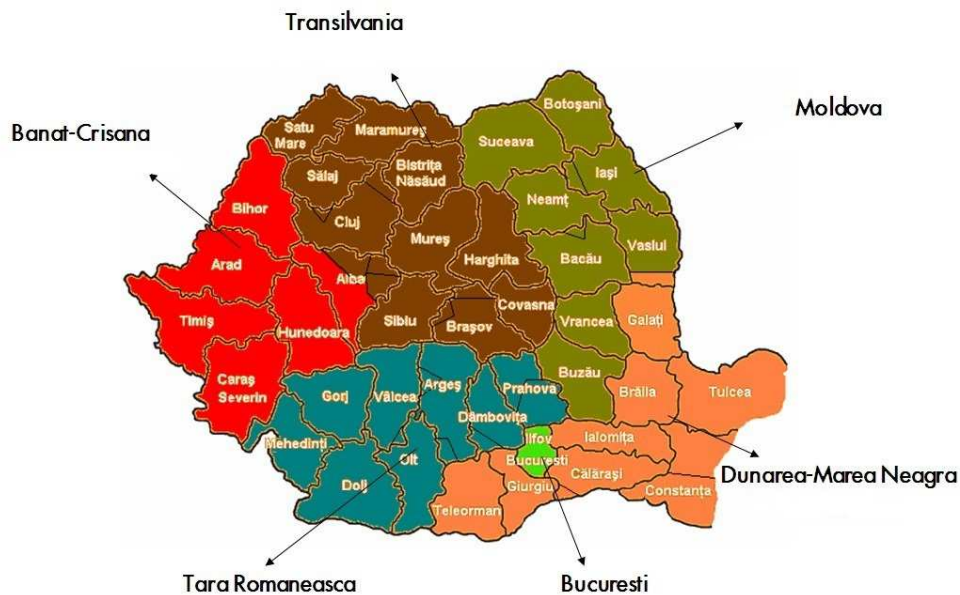 Transilvania
Banat-Crisana
Moldova
Botoşani
Satu
Mare
Maramureş
Suceava
Bistriţa
Năsăud
Iaşi
Sălaj
Neamţ
Bihor
Cluj
Mureş
Vaslui
Harghita
Bacău
Arad
Alba
Covasna
Timiş
Hunedoara
Sibiu
Braşov
Vrancea
Galaţi
Caraş
Severin
Gorj
Vâlcea
Argeş
Prahova
Buzău
Brăila
Tulcea
Dâmboviţa
Mehedinti
Ilfov
Ialomiţa
Olt
Bucuresti
Dolj
Giurgiu
Călăraşi
Constanţa
Teleorman
Dunarea-Marea Neagra
Tara Romaneasca
Bucuresti